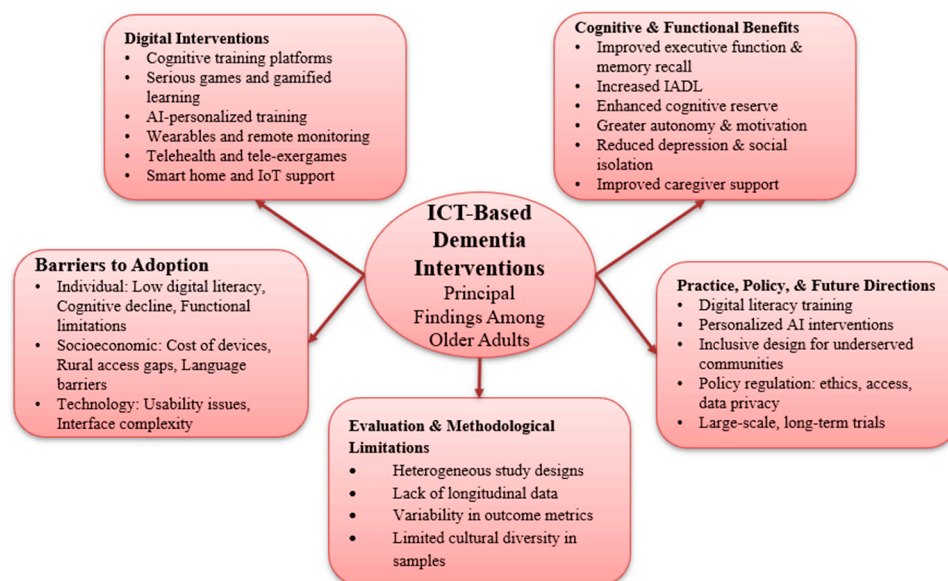 Digital Interventions
• Cognitive training platforms
• Serious games and gamified
learning
• AI-personalized training
• Wearables and remote monitoring
• Telehealth and tele-exergames
• Smart home and IoT support
Cognitive & Functional Benefits
• Improved executive function &
memory recall
• Increased IADL
• Enhanced cognitive reserve
• Greater autonomy & motivation
• Reduced depression & social
isolation
• Improved caregiver support
ICT-Based
Dementia
Interventions
Principal
Findings Among
Older Adults
Barriers to Adoption
• Individual: Low digital literacy,
Cognitive decline, Functional
limitations
• Socioeconomic: Cost of devices,
Rural access gaps, Language
barriers
• Technology: Usability issues,
Interface complexity
Practice, Policy, & Future Directions
• Digital literacy training
• Personalized AI interventions
• Inclusive design for underserved
communities
• Policy regulation: ethics, access,
data privacy
• Large-scale, long-term trials
Evaluation & Methodological
Limitations
• Heterogeneous study designs
• Lack of longitudinal data
• Variability in outcome metrics
• Limited cultural diversity in
samples